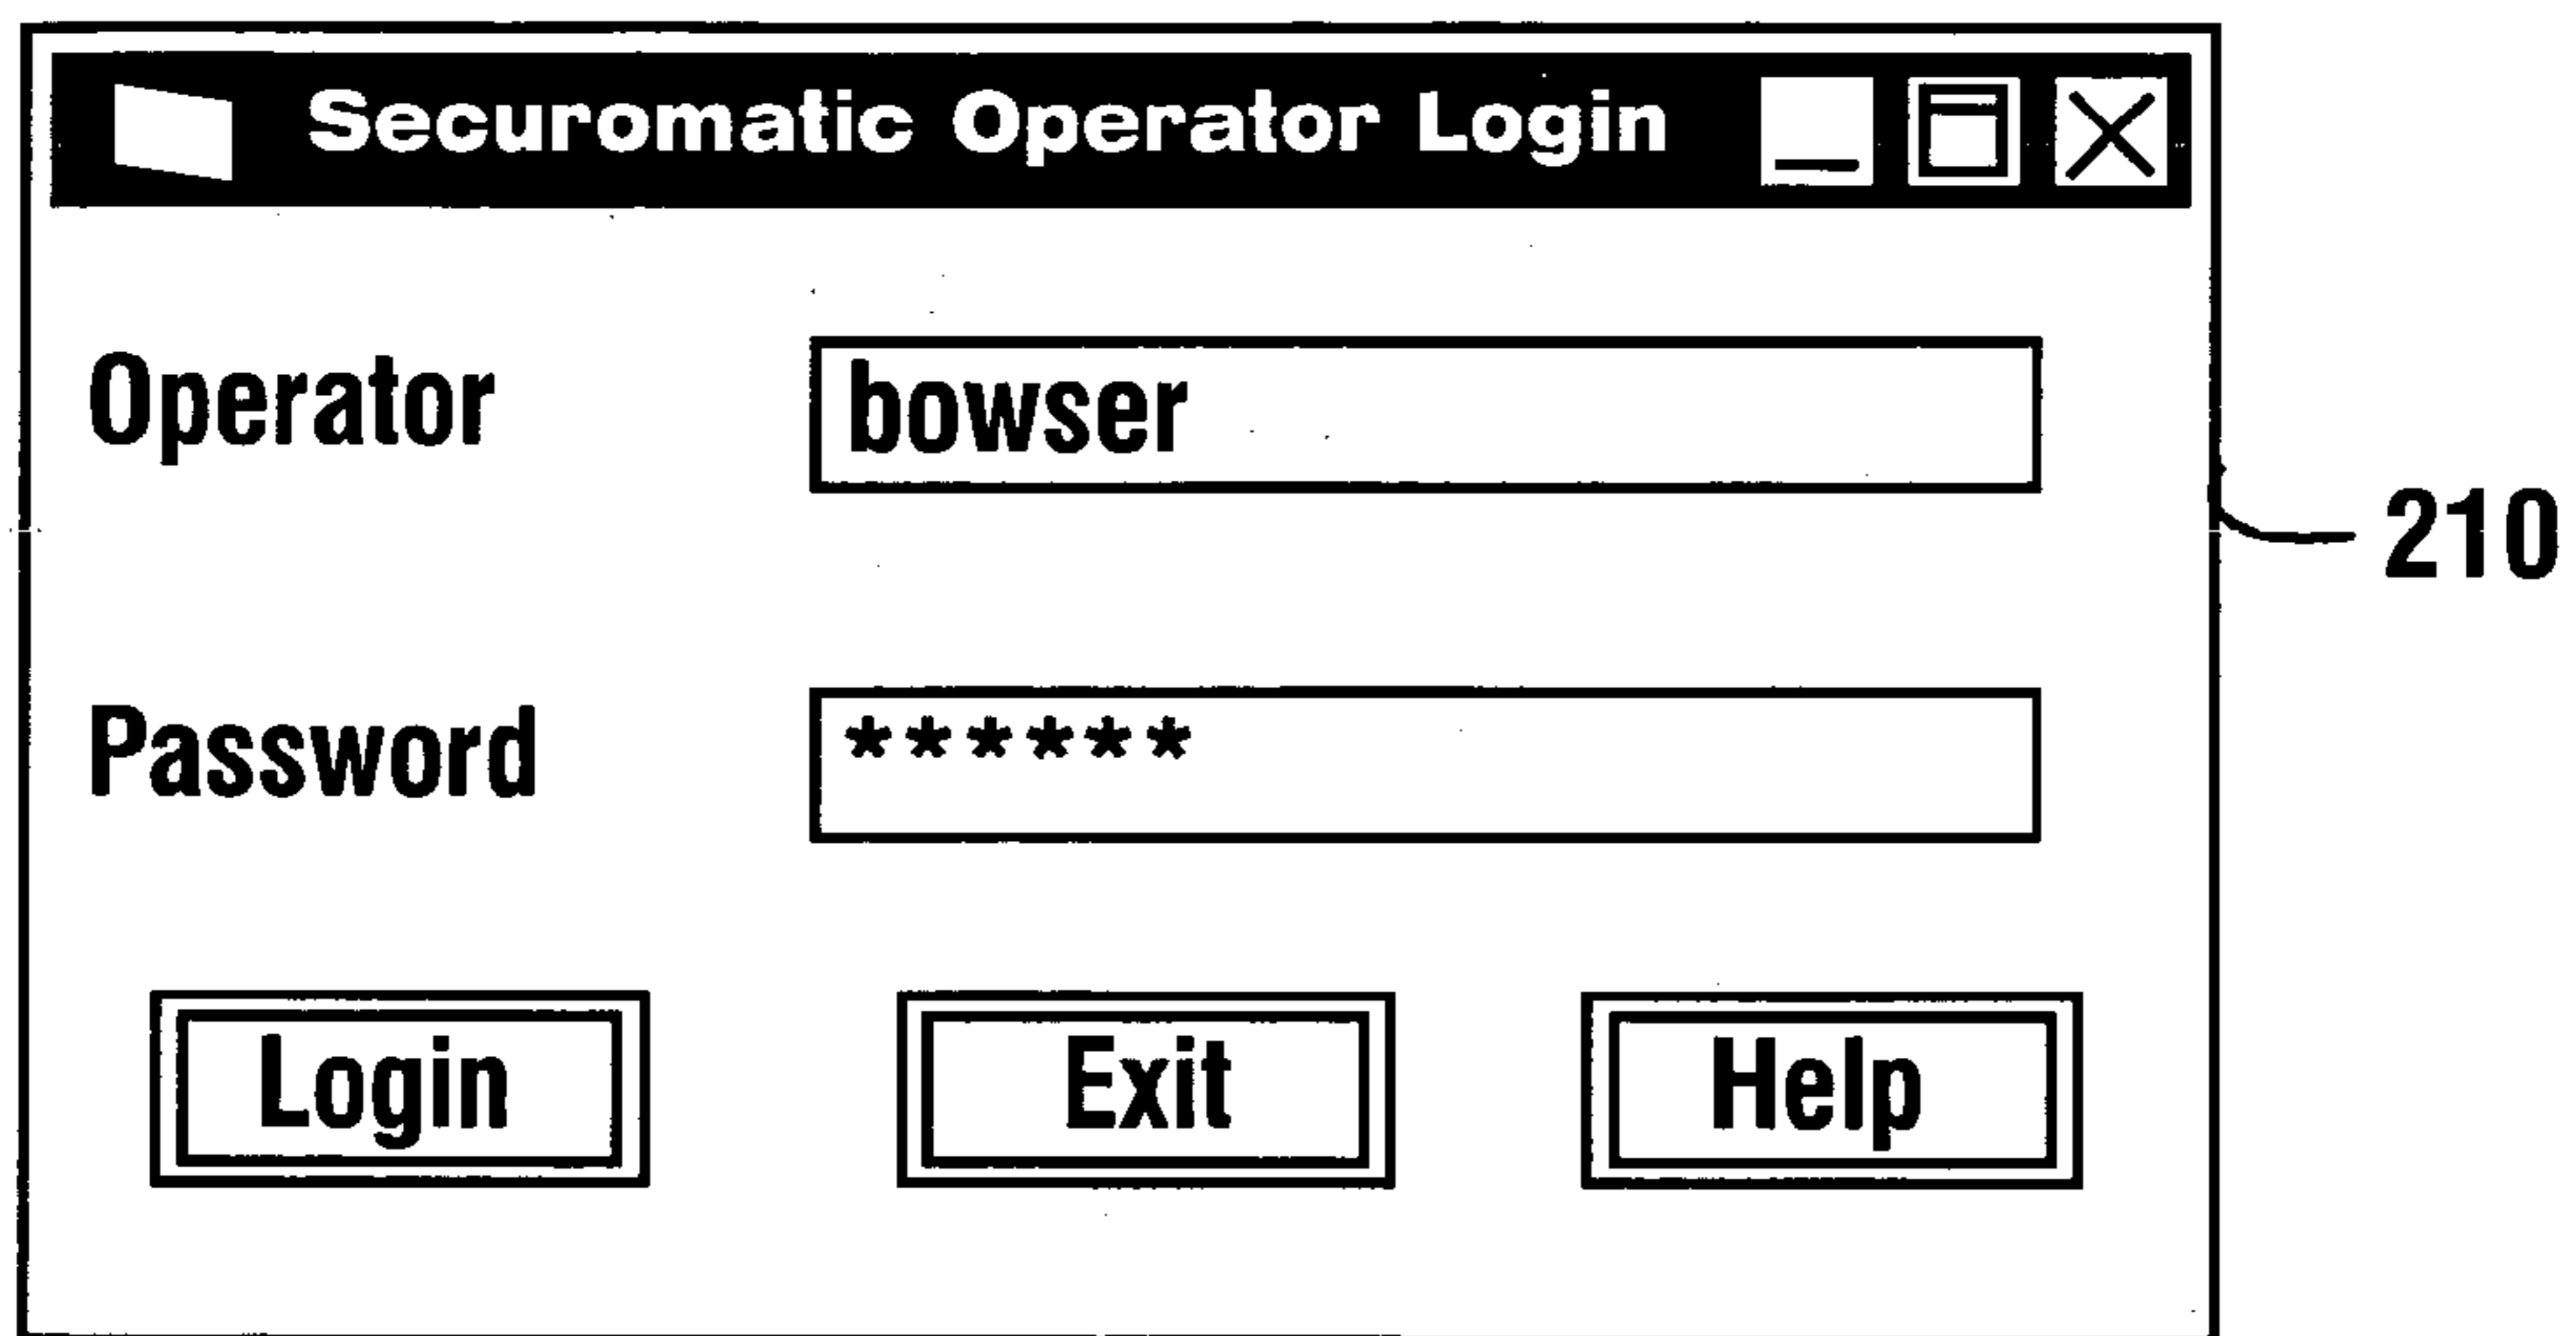 Securomatic Operator Login
Operator bowser
210
Password ******
Login Exit Help